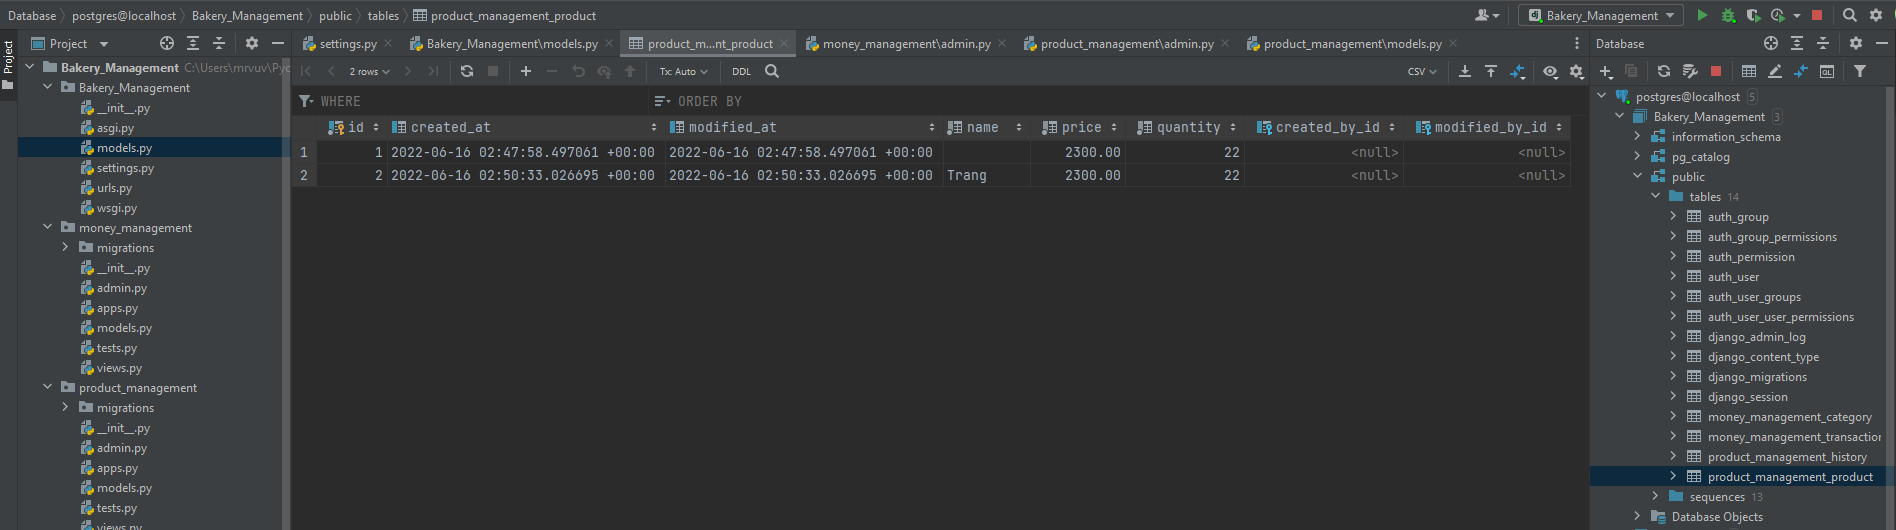 Database postgres@localhost Bakery_Management public tables product_management_product
Bakery_Management
Project
Project
settings.py
Bakery_Management\models.py
product_m...nt_product
money_management\admin.py
product_management\admin.py
product_management\models.py
Database
Bakery_Management
Bakery_Management
__init__.py
asgi.py
models.py
settings.py
urls.py
wsgi.py
money_management
migrations
__init__.py
admin.py
apps.py
models.py
tests.py
views.py
product_management
migrations
__init__.py
admin.py
apps.py
models.py
tests.py
views.py
2 rows
Tx: Auto
DDL
CSV
WHERE
ORDER BY
id created_at modified_at name price quantity created_by_id modified_by_id
1 1 2022-06-16 02:47:58.497061 +00:00 2022-06-16 02:47:58.497061 +00:00 2300.00 22 <null> <null>
2 2 2022-06-16 02:50:33.026695 +00:00 2022-06-16 02:50:33.026695 +00:00 Trang 2300.00 22 <null> <null>
QL
postgres@localhost 5
Bakery_Management 3
information_schema
pg_catalog
public
tables 14
auth_group
auth_group_permissions
auth_permission
auth_user
auth_user_groups
auth_user_user_permissions
django_admin_log
django_content_type
django_migrations
django_session
money_management_category
money_management_transaction
product_management_history
product_management_product
sequences 13
Database Objects